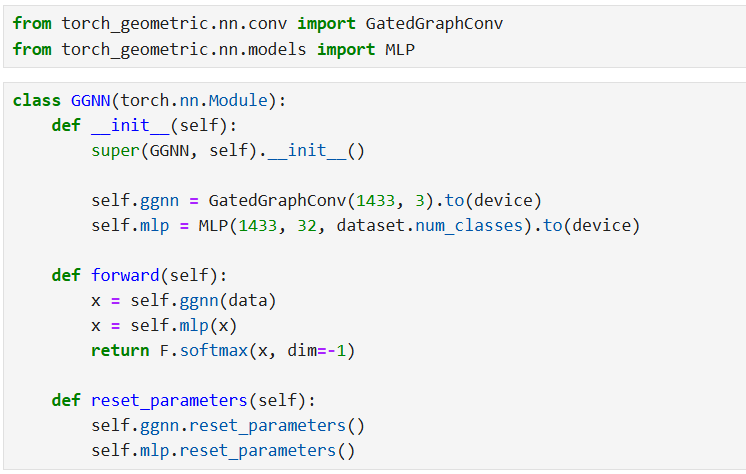 from torch_geometric.nn.conv import GatedGraphConv
from torch_geometric.nn.models import MLP
class GGNN(torch.nn.Module):
    def __init__(self):
        super(GGNN, self).__init__()
        self.ggnn = GatedGraphConv(1433, 3).to(device)
        self.mlp = MLP(1433, 32, dataset.num_classes).to(device)
    def forward(self):
        x = self.ggnn(data)
        x = self.mlp(x)
        return F.softmax(x, dim=-1)
    def reset_parameters(self):
        self.ggnn.reset_parameters()
        self.mlp.reset_parameters()